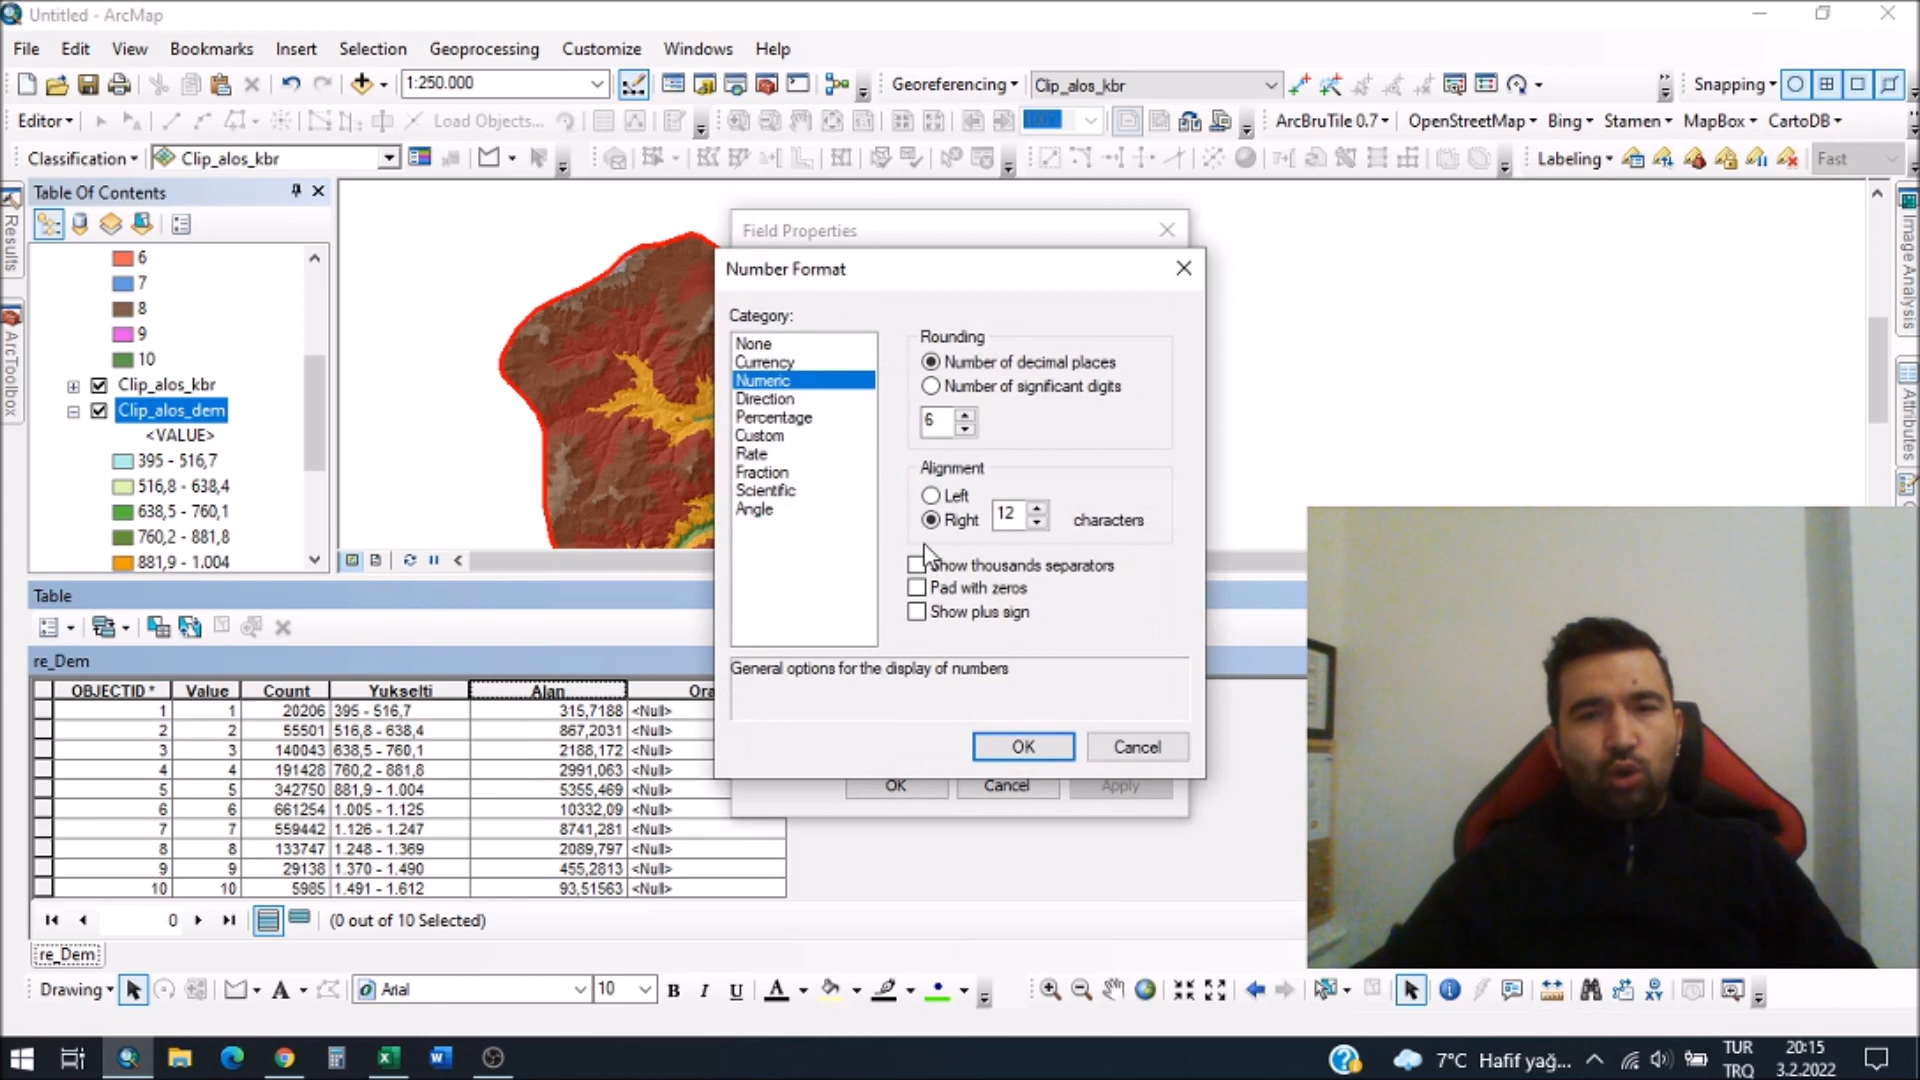 Untitled - ArcMap
File Edit View Bookmarks Insert Selection Geoprocessing Customize Windows Help
1:250.000 Georeferencing Clip_alos_kbr Snapping
Editor Load Objects... ArcBruTile 0.7 OpenStreetMap Bing Stamen MapBox CartoDB
Classification Clip_alos_kbr Labeling Fast
Table Of Contents
Results
ArcToolbox
6
7
8
9
10
Clip_alos_kbr
Clip_alos_dem
<VALUE>
395 - 516,7
516,8 - 638,4
638,5 - 760,1
760,2 - 881,8
881,9 - 1.004
Field Properties
Number Format
Category:
None
Currency
Numeric
Direction
Percentage
Custom
Rate
Fraction
Scientific
Angle
Rounding
Number of decimal places
Number of significant digits
6
Alignment
Left
Right 12 characters
Show thousands separators
Pad with zeros
Show plus sign
General options for the display of numbers
OK Cancel
OK Cancel Apply
Image Analysis
Attributes
Table
re_Dem
OBJECTID * Value Count Yukselti Alan Ora
1 1 20206 395 - 516,7 315,7188 <Null>
2 2 55501 516,8 - 638,4 867,2031 <Null>
3 3 140043 638,5 - 760,1 2188,172 <Null>
4 4 191428 760,2 - 881,8 2991,063 <Null>
5 5 342750 881,9 - 1.004 5355,469 <Null>
6 6 661254 1.005 - 1.125 10332,09 <Null>
7 7 559442 1.126 - 1.247 8741,281 <Null>
8 8 133747 1.248 - 1.369 2089,797 <Null>
9 9 29138 1.370 - 1.490 455,2813 <Null>
10 10 5985 1.491 - 1.612 93,51563 <Null>
0 (0 out of 10 Selected)
re_Dem
Drawing A Arial 10 B I U A
7°C Hafif yağ... TUR 20:15
TRQ 3.2.2022